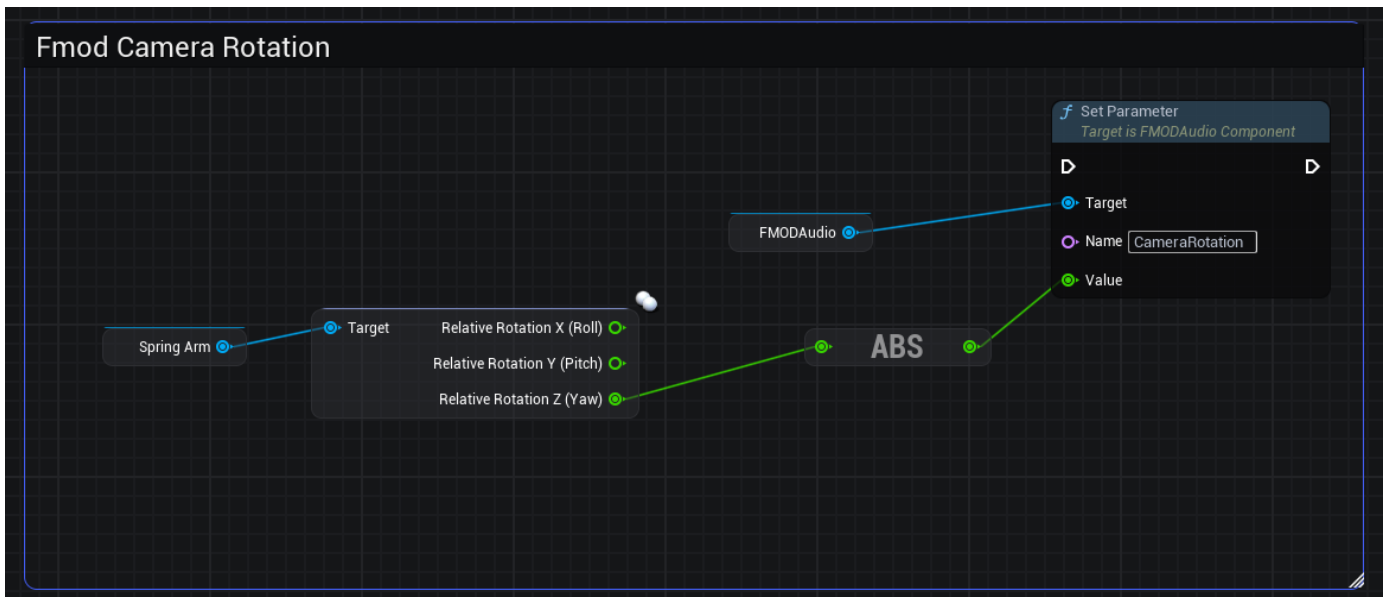 Fmod Camera Rotation
Set Parameter
Target is FMODAudio Component
Target
FMODAudio
Name CameraRotation
Value
Spring Arm
Target Relative Rotation X (Roll)
Relative Rotation Y (Pitch)
Relative Rotation Z (Yaw)
ABS